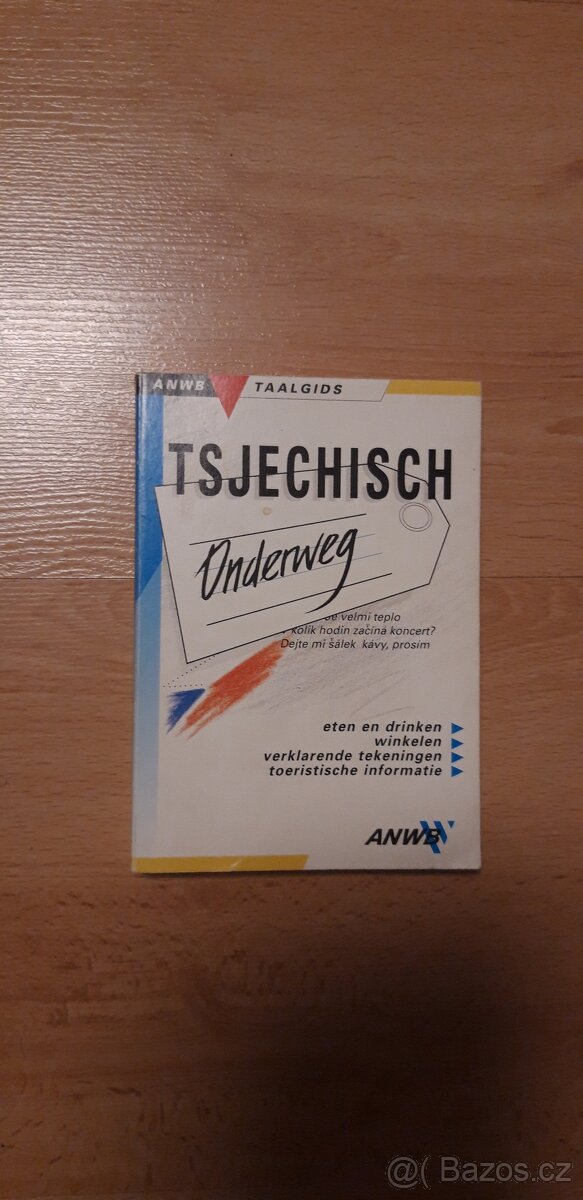 ANWB TAALGIDS
TSJECHISCH
Onderweg
velmi teplo
kolik hodin začíná koncert?
Dejte mi šálek kávy, prosím
eten en drinken
winkelen
verklarende tekeningen
toeristische informatie
ANWB
@( Bazos.cz